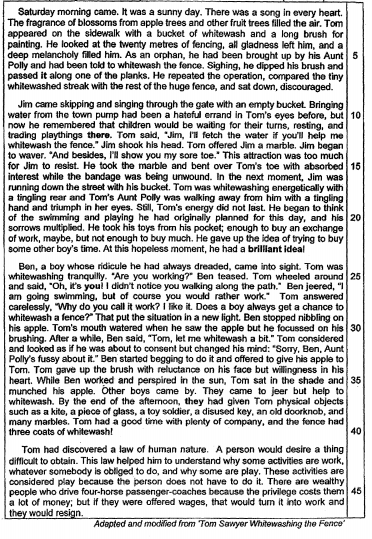 Saturday morning came. It was a sunny day. There was a song in every heart.
The fragrance of blossoms from apple trees and other fruit trees filled the air. Tom
appeared on the sidewalk with a bucket of whitewash and a long brush for
painting. He looked at the twenty metres of fencing, all gladness left him, and a
deep melancholy filled him. As an orphan, he had been brought up by his Aunt 5
Polly and had been told to whitewash the fence. Sighing, he dipped his brush and
passed it along one of the planks. He repeated the operation, compared the tiny
whitewashed streak with the rest of the huge fence, and sat down, discouraged.
Jim came skipping and singing through the gate with an empty bucket. Bringing
water from the town pump had been a hateful errand in Tom's eyes before, but 10
now he remembered that children would be waiting for their turns, resting, and
trading playthings there. Tom said, "Jim, I'll fetch the water if you'll help me
whitewash the fence." Jim shook his head. Tom offered Jim a marble. Jim began
to waver. "And besides, I'll show you my sore toe." This attraction was too much
for Jim to resist. He took the marble and bent over Tom's toe with absorbed 15
interest while the bandage was being unwound. In the next moment, Jim was
running down the street with his bucket. Tom was whitewashing energetically with
a tingling rear and Tom's Aunt Polly was walking away from him with a tingling
hand and triumph in her eyes. Still, Tom's energy did not last. He began to think
of the swimming and playing he had originally planned for this day, and his 20
sorrows multiplied. He took his toys from his pocket; enough to buy an exchange
of work, maybe, but not enough to buy much. He gave up the idea of trying to buy
some other boy's time. At this hopeless moment, he had a brilliant idea!
Ben, a boy whose ridicule he had always dreaded, came into sight. Tom was
whitewashing tranquilly. "Are you working?" Ben teased. Tom wheeled around 25
and said, "Oh, it's you! I didn't notice you walking along the path." Ben jeered, "I
am going swimming, but of course you would rather work." Tom answered
carelessly, "Why do you call it work? I like it. Does a boy always get a chance to
whitewash a fence?" That put the situation in a new light. Ben stopped nibbling on
his apple. Tom's mouth watered when he saw the apple but he focussed on his 30
brushing. After a while, Ben said, "Tom, let me whitewash a bit." Tom considered
and looked as if he was about to consent but changed his mind: "Sorry, Ben, Aunt
Polly's fussy about it." Ben started begging to do it and offered to give his apple to
Tom. Tom gave up the brush with reluctance on his face but willingness in his
heart. While Ben worked and perspired in the sun, Tom sat in the shade and 35
munched his apple. Other boys came by. They came to jeer but help to
whitewash. By the end of the afternoon, they had given Tom physical objects
such as a kite, a piece of glass, a toy soldier, a disused key, an old doorknob, and
many marbles. Tom had a good time with plenty of company, and the fence had
three coats of whitewash! 40
Tom had discovered a law of human nature. A person would desire a thing
difficult to obtain. This law helped him to understand why some activities are work,
whatever somebody is obliged to do, and why some are play. These activities are
considered play because the person does not have to do it. There are wealthy
people who drive four-horse passenger-coaches because the privilege costs them 45
a lot of money; but if they were offered wages, that would turn it into work and
they would resign.
Adapted and modified from 'Tom Sawyer Whitewashing the Fence'